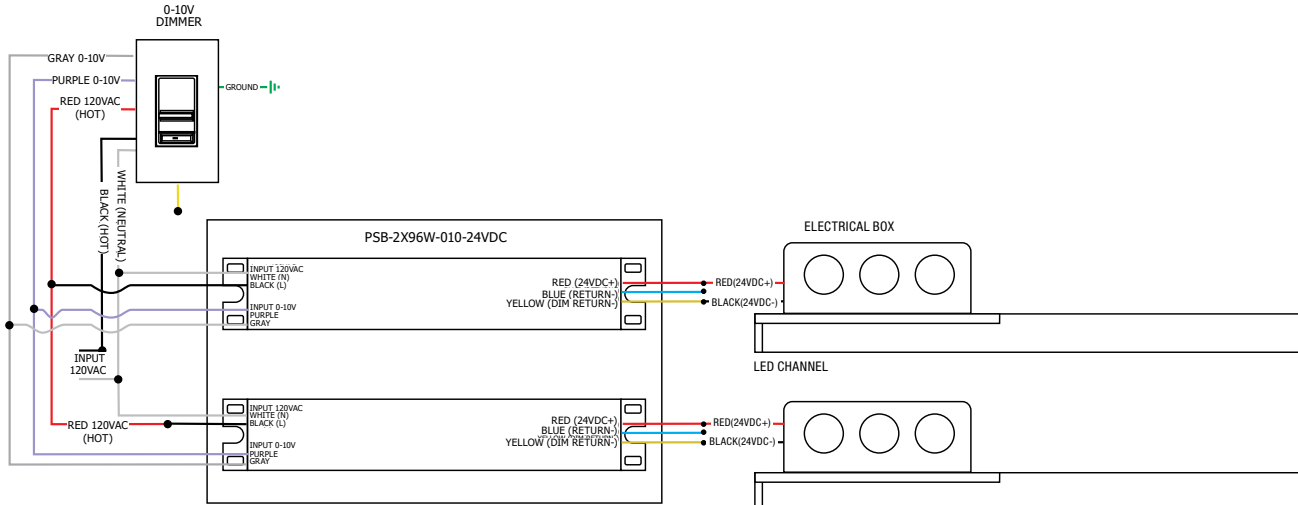 0-10V
DIMMER
GRAY 0-10V
PURPLE 0-10V
RED 120VAC
(HOT)
GROUND
BLACK (HOT)
WHITE (NEUTRAL)
INPUT
120VAC
RED 120VAC
(HOT)
PSB-2X96W-010-24VDC
INPUT 120VAC
WHITE (N)
BLACK (L)
INPUT 0-10V
PURPLE
GRAY
RED (24VDC+)
BLUE (RETURN-)
YELLOW (DIM RETURN-)
RED(24VDC+)
BLACK(24VDC-)
ELECTRICAL BOX
LED CHANNEL
INPUT 120VAC
WHITE (N)
BLACK (L)
INPUT 0-10V
PURPLE
GRAY
RED (24VDC+)
BLUE (RETURN-)
YELLOW (DIM RETURN-)
RED(24VDC+)
BLACK(24VDC-)